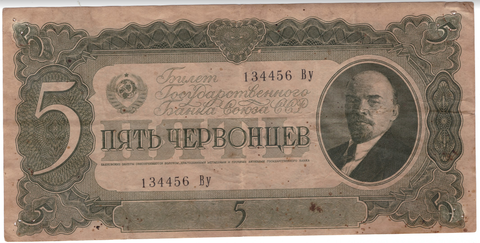 Билет 134456 Ву
Государственного
Банка Союза ССР
5
ПЯТЬ ЧЕРВОНЦЕВ
134456 Ву
5